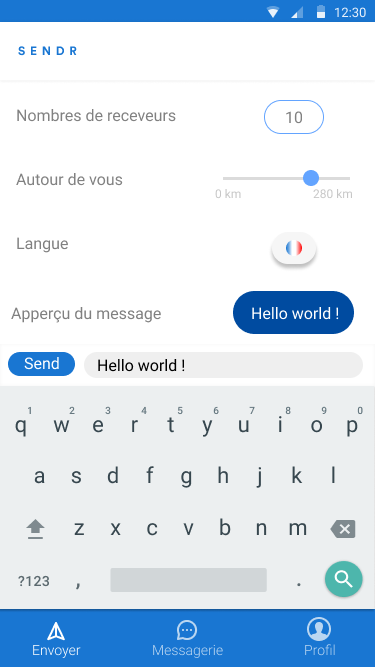 12:30
SENDR
Nombres de receveurs
10
Autour de vous
0 km 280 km
Langue
Apperçu du message
Hello world !
Send
Hello world !
1 2 3 4 5 6 7 8 9 0
q w e r t y u i o p
a s d f g h j k l
z x c v b n m
?123 , .
Envoyer Messagerie Profil